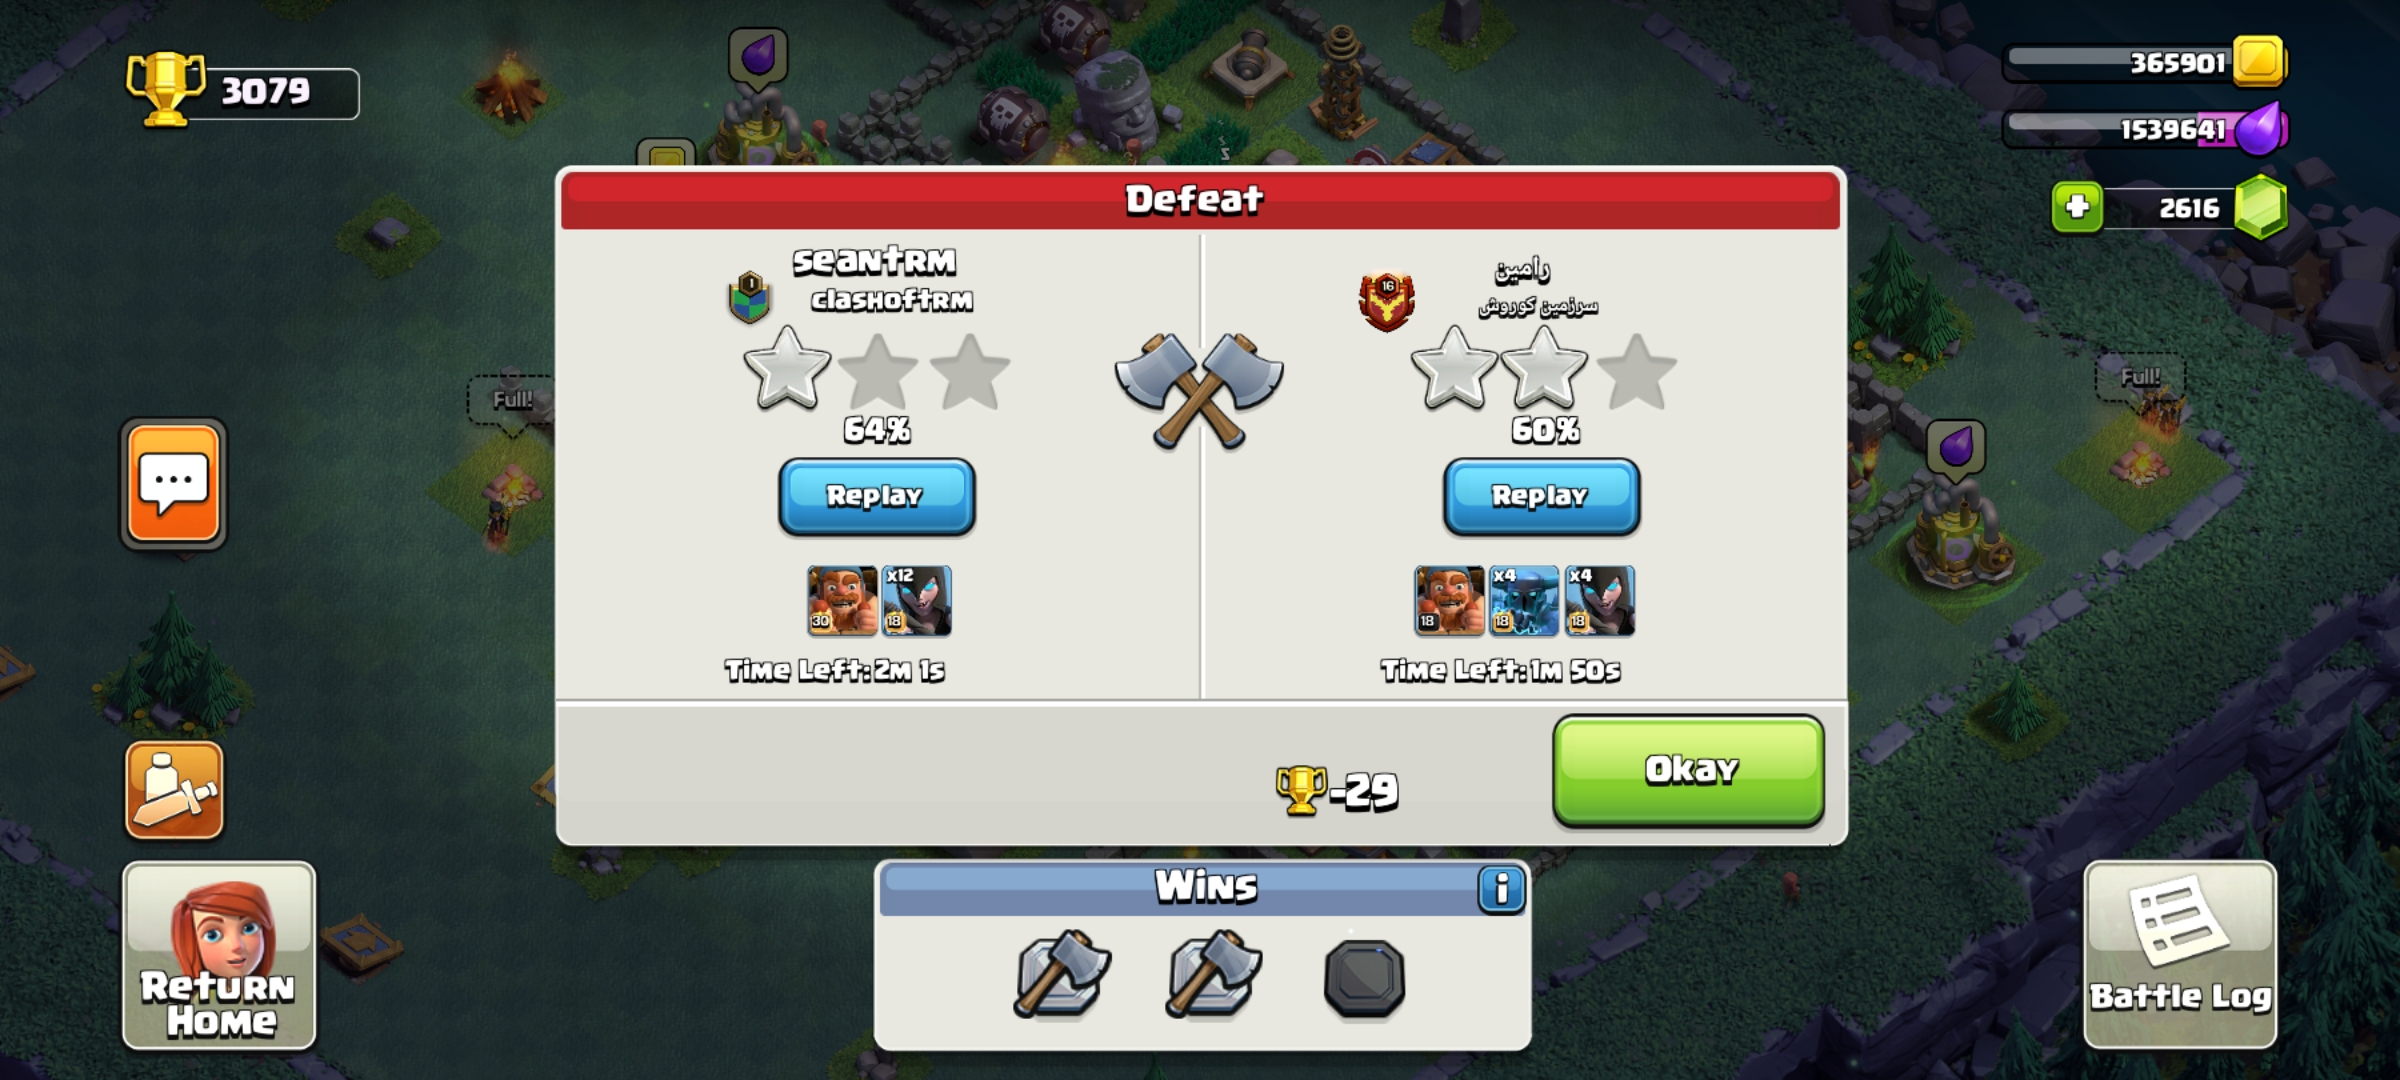 3079
365901
1539641
2616
Defeat
1
seantrm
clashoftrm
16
رامین
سرزمین کوروش
Full!
Full!
64%
60%
Replay
Replay
30
x12
18
18
x4
18
x4
18
Time Left: 2m 1s
Time Left: 1m 50s
-29
Okay
Wins
i
Return
Home
Battle Log